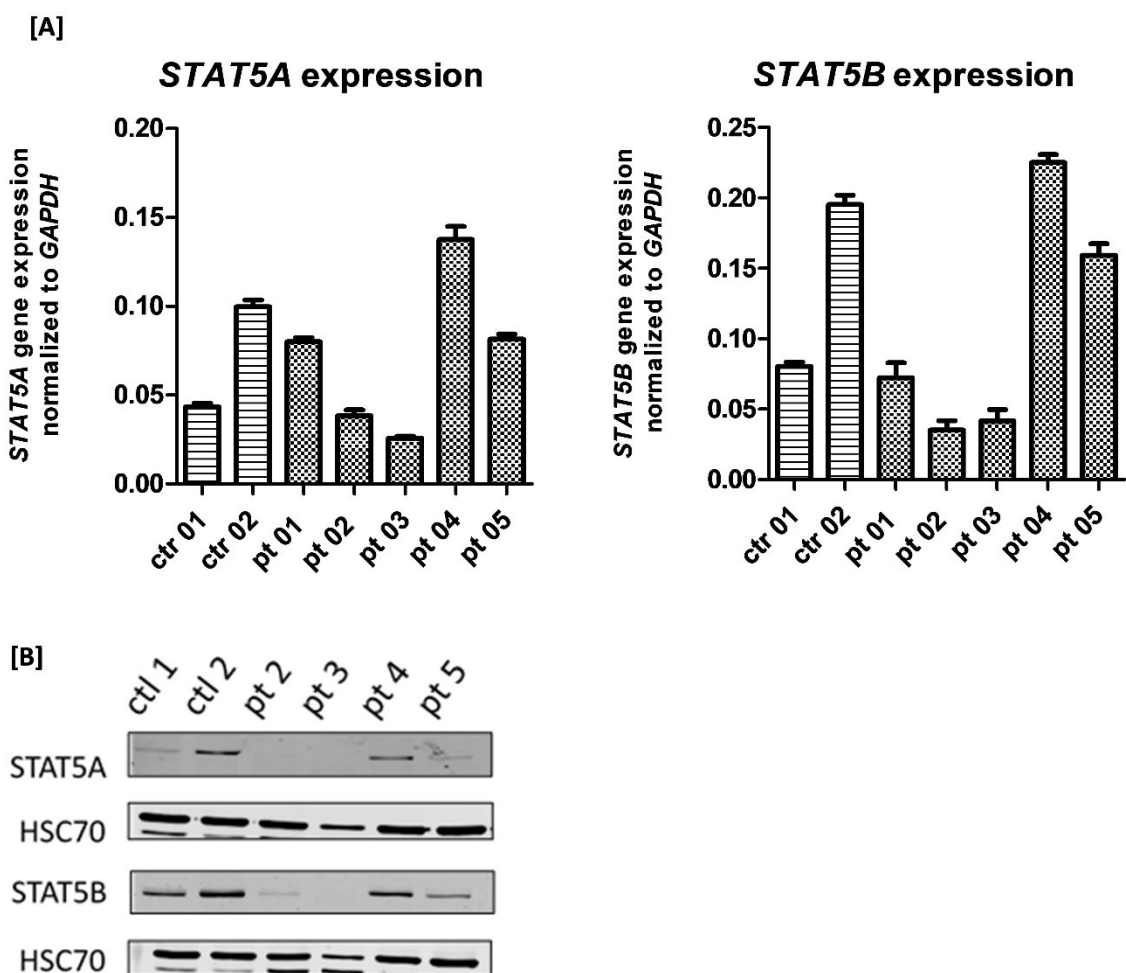 [A]
STAT5A expression
STAT5A gene expression
normalized to GAPDH
0.20
0.15
0.10
0.05
0.00
ctr 01
ctr 02
pt 01
pt 02
pt 03
pt 04
pt 05
STAT5B expression
STAT5B gene expression
normalized to GAPDH
0.25
0.20
0.15
0.10
0.05
0.00
ctr 01
ctr 02
pt 01
pt 02
pt 03
pt 04
pt 05
[B]
ctl 1
ctl 2
pt 2
pt 3
pt 4
pt 5
STAT5A
HSC70
STAT5B
HSC70